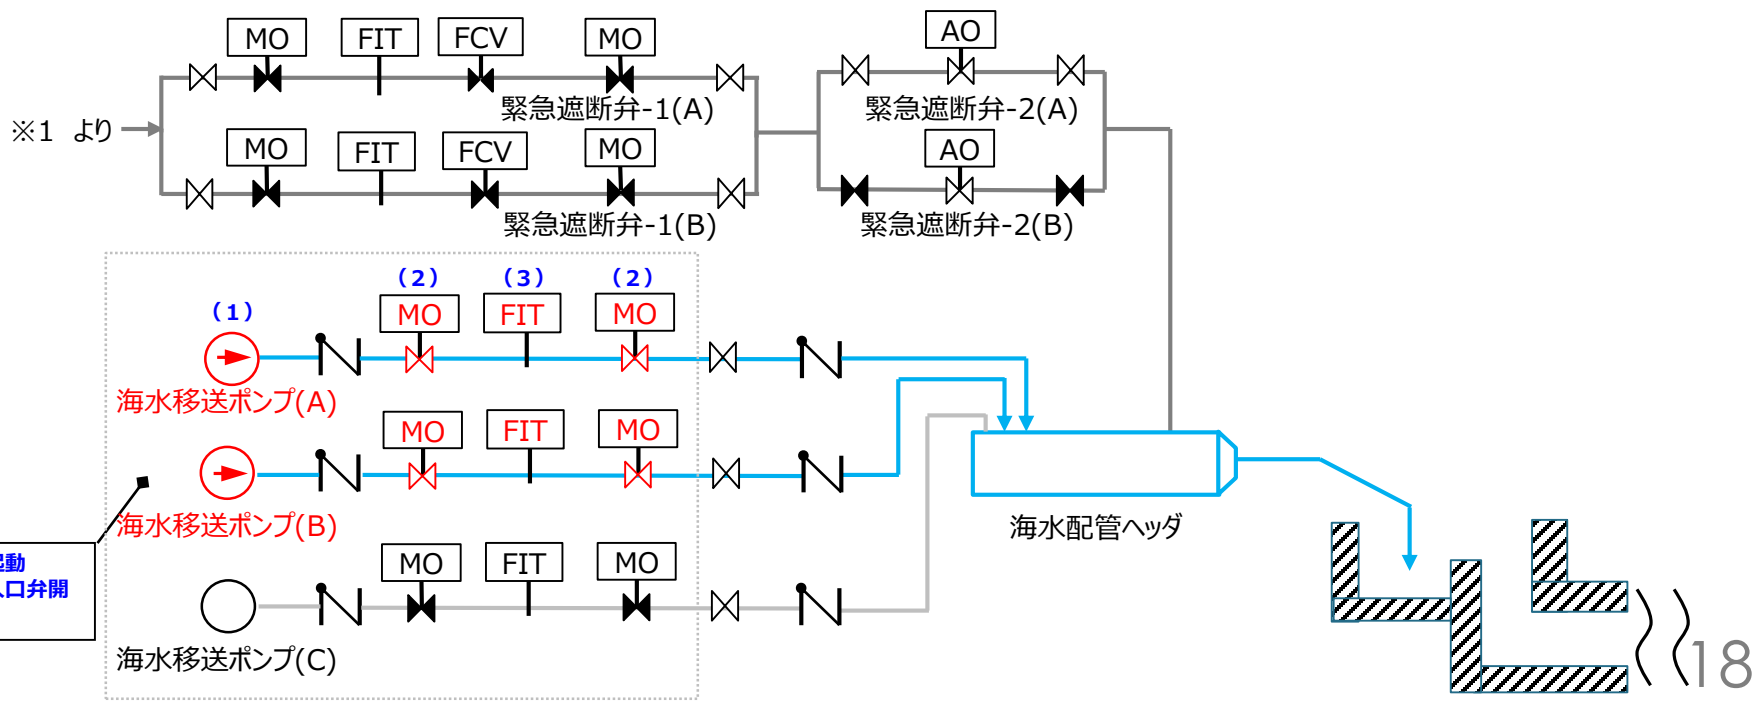 MO FIT FCV MO AO
緊急遮断弁-1(A) 緊急遮断弁-2(A)
※1 より
MO FIT FCV MO AO
緊急遮断弁-1(B) 緊急遮断弁-2(B)
(1) (2) (3) (2)
MO FIT MO
海水移送ポンプ(A)
MO FIT MO
海水移送ポンプ(B)
海水配管ヘッダ
起動
口弁開
MO FIT MO
海水移送ポンプ(C)
18